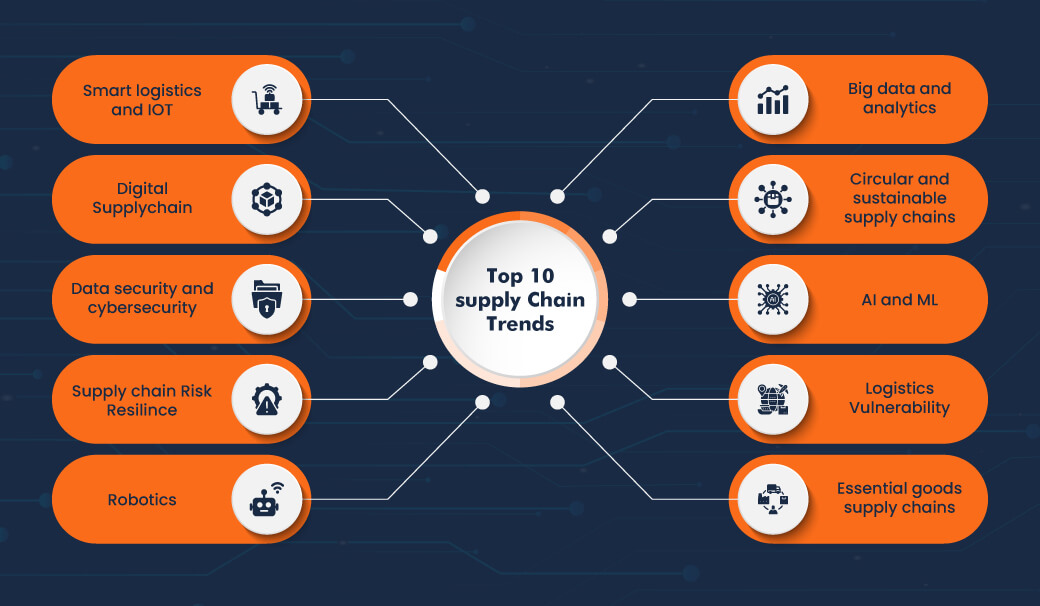 Smart logistics
and IOT
Digital
Supplychain
Data security and
cybersecurity
Supply chain Risk
Resilince
Robotics
Top 10
supply Chain
Trends
Big data and
analytics
Circular and
sustainable
supply chains
AI
AI and ML
Logistics
Vulnerability
Essential goods
supply chains